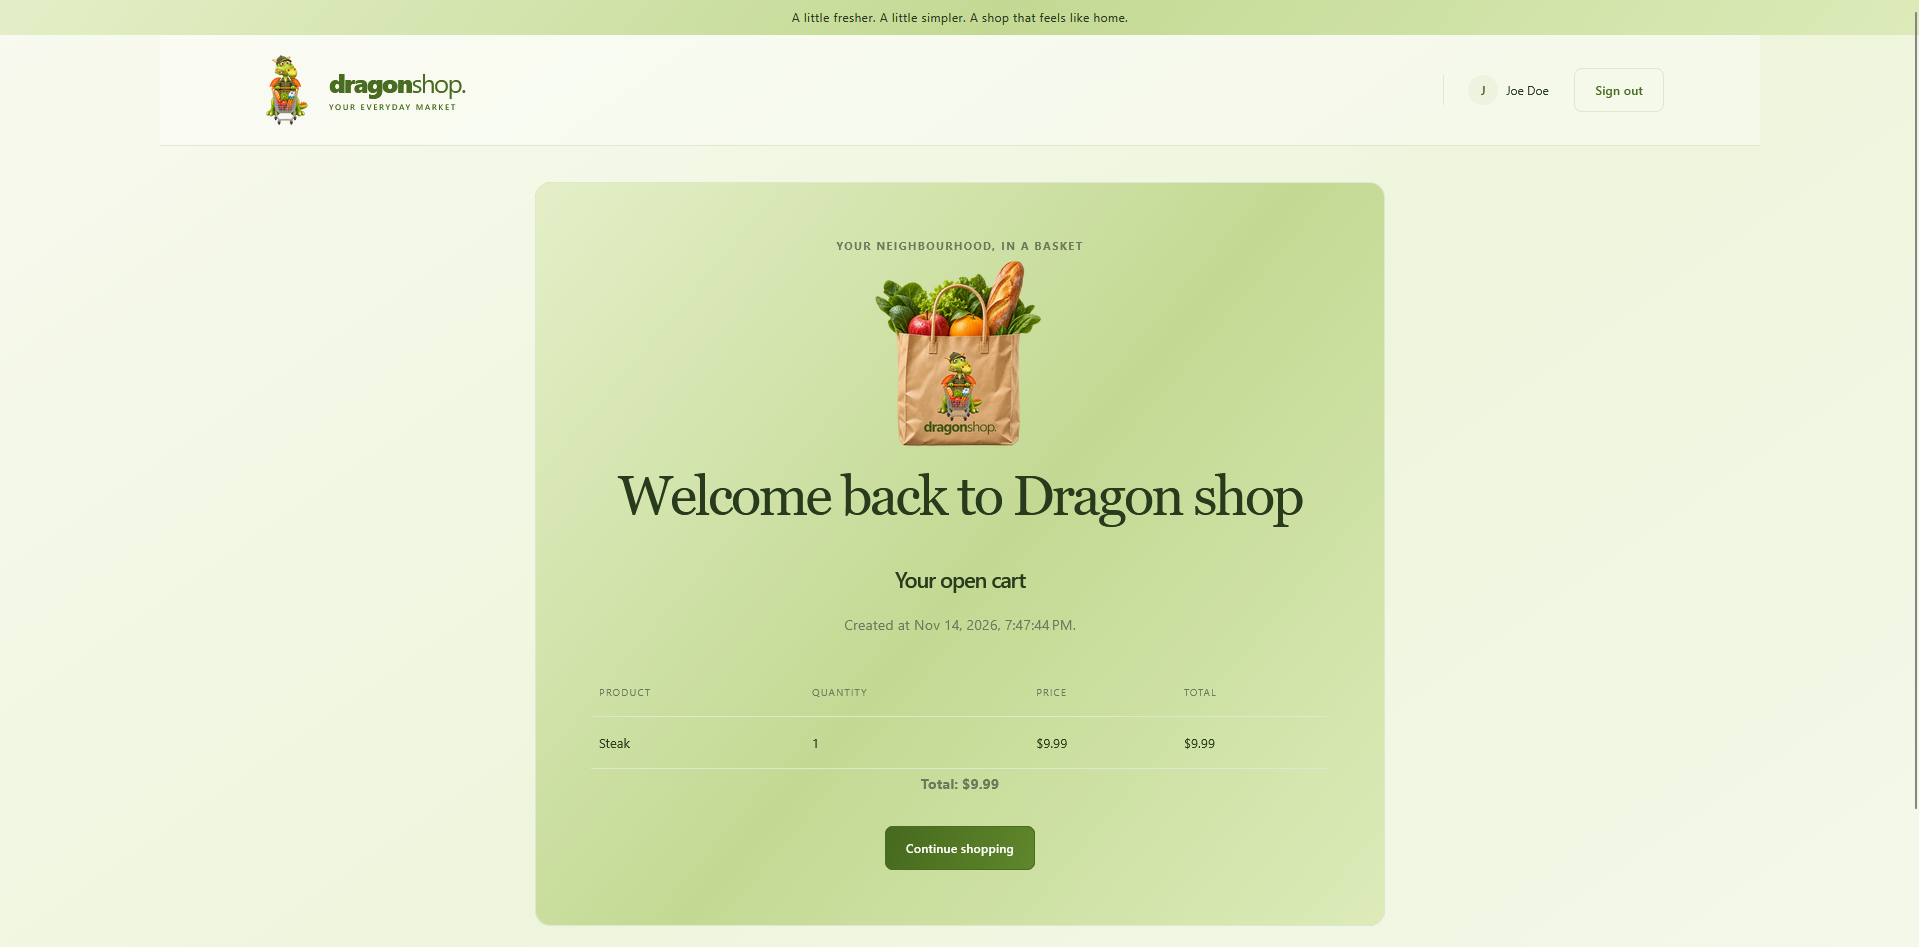 A little fresher. A little simpler. A shop that feels like home.
dragonshop.
YOUR EVERYDAY MARKET
J Joe Doe Sign out
YOUR NEIGHBOURHOOD, IN A BASKET
dragonshop.
Welcome back to Dragon shop
Your open cart
Created at Nov 14, 2026, 7:47:44 PM.
PRODUCT QUANTITY PRICE TOTAL
Steak 1 $9.99 $9.99
Total: $9.99
Continue shopping